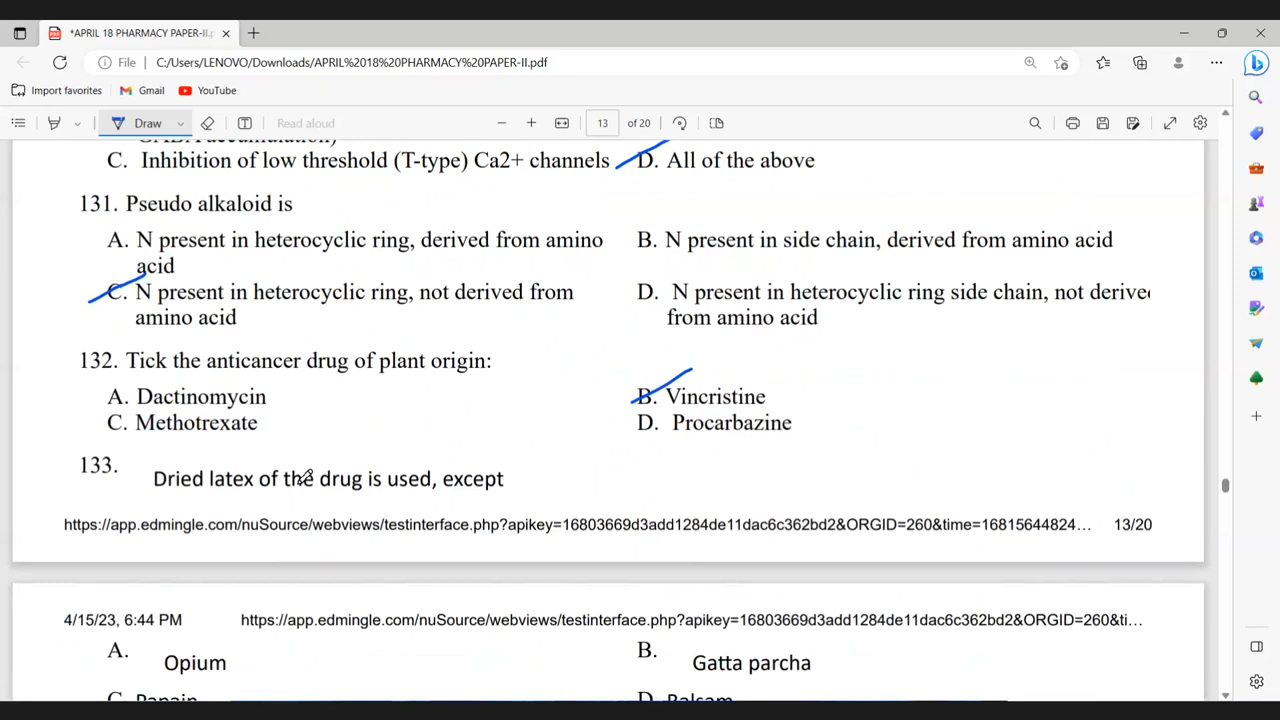 *APRIL 18 PHARMACY PAPER-II.p
File C:/Users/LENOVO/Downloads/APRIL%2018%20PHARMACY%20PAPER-II.pdf
Import favorites Gmail YouTube
Draw Read aloud 13 of 20
C. Inhibition of low threshold (T-type) Ca2+ channels D. All of the above
131. Pseudo alkaloid is
A. N present in heterocyclic ring, derived from amino B. N present in side chain, derived from amino acid
acid
C. N present in heterocyclic ring, not derived from D. N present in heterocyclic ring side chain, not derive
amino acid from amino acid
132. Tick the anticancer drug of plant origin:
A. Dactinomycin B. Vincristine
C. Methotrexate D. Procarbazine
133.
Dried latex of the drug is used, except
https://app.edmingle.com/nuSource/webviews/testinterface.php?apikey=16803669d3add1284de11dac6c362bd2&ORGID=260&time=16815644824... 13/20
4/15/23, 6:44 PM https://app.edmingle.com/nuSource/webviews/testinterface.php?apikey=16803669d3add1284de11dac6c362bd2&ORGID=260&ti...
A. B.
Opium Gatta parcha
C. Papain D. Balsam